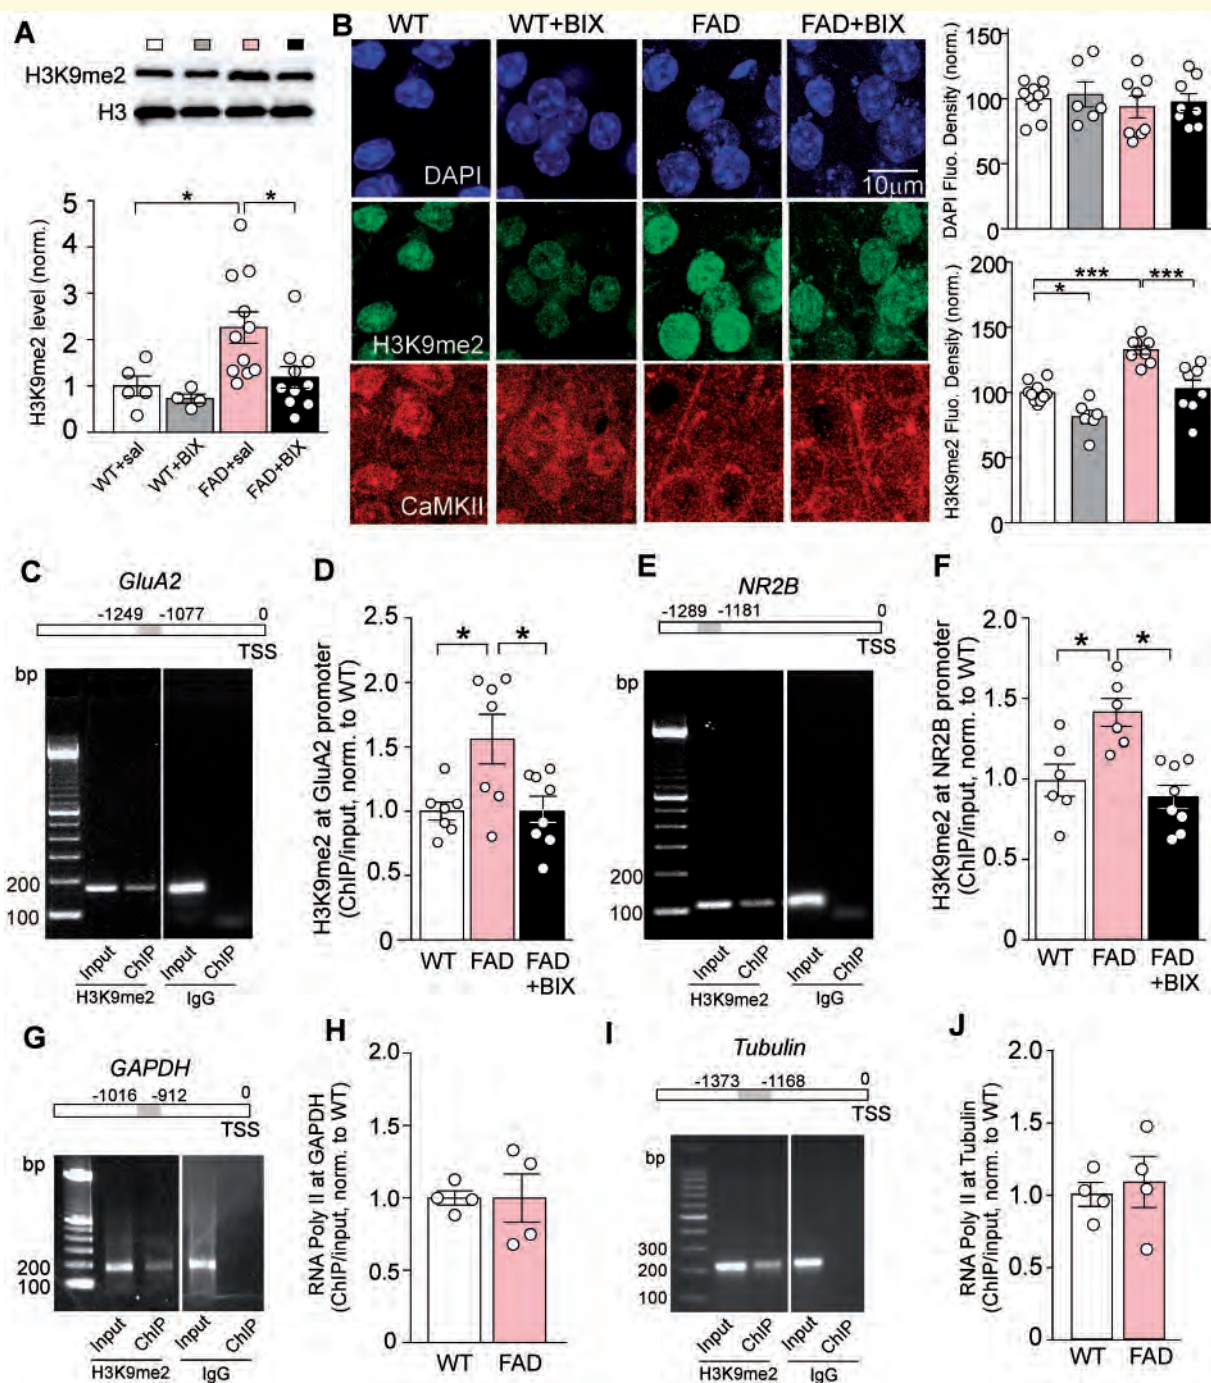 A
H3K9me2
H3
H3K9me2 level (norm.)
5
4
3
2
1
0
* *
WT+sal
WT+BIX
FAD+sal
FAD+BIX
B
WT WT+BIX FAD FAD+BIX
DAPI
10μm
H3K9me2
CaMKII
DAPI Fluo. Density (norm.)
150
100
50
0
H3K9me2 Fluo. Density (norm.)
200
150
100
50
0
*** ***
*
C
GluA2
-1249 -1077 0
TSS
bp
200
100
Input ChIP Input ChIP
H3K9me2 IgG
D
H3K9me2 at GluA2 promoter
(ChIP/input, norm. to WT)
2.5
2.0
1.5
1.0
0.5
0
* *
WT FAD FAD
+BIX
E
NR2B
-1289 -1181 0
TSS
bp
200
100
Input ChIP Input ChIP
H3K9me2 IgG
F
H3K9me2 at NR2B promoter
(ChIP/input, norm. to WT)
2.0
1.5
1.0
0.5
0
* *
WT FAD FAD
+BIX
G
GAPDH
-1016 -912 0
TSS
bp
200
100
Input ChIP Input ChIP
H3K9me2 IgG
H
RNA Poly II at GAPDH
(ChIP/input, norm. to WT)
2.0
1.5
1.0
0.5
0
WT FAD
I
Tubulin
-1373 -1168 0
TSS
bp
300
200
100
Input ChIP Input ChIP
H3K9me2 IgG
J
RNA Poly II at Tubulin
(ChIP/input, norm. to WT)
2.0
1.5
1.0
0.5
0
WT FAD